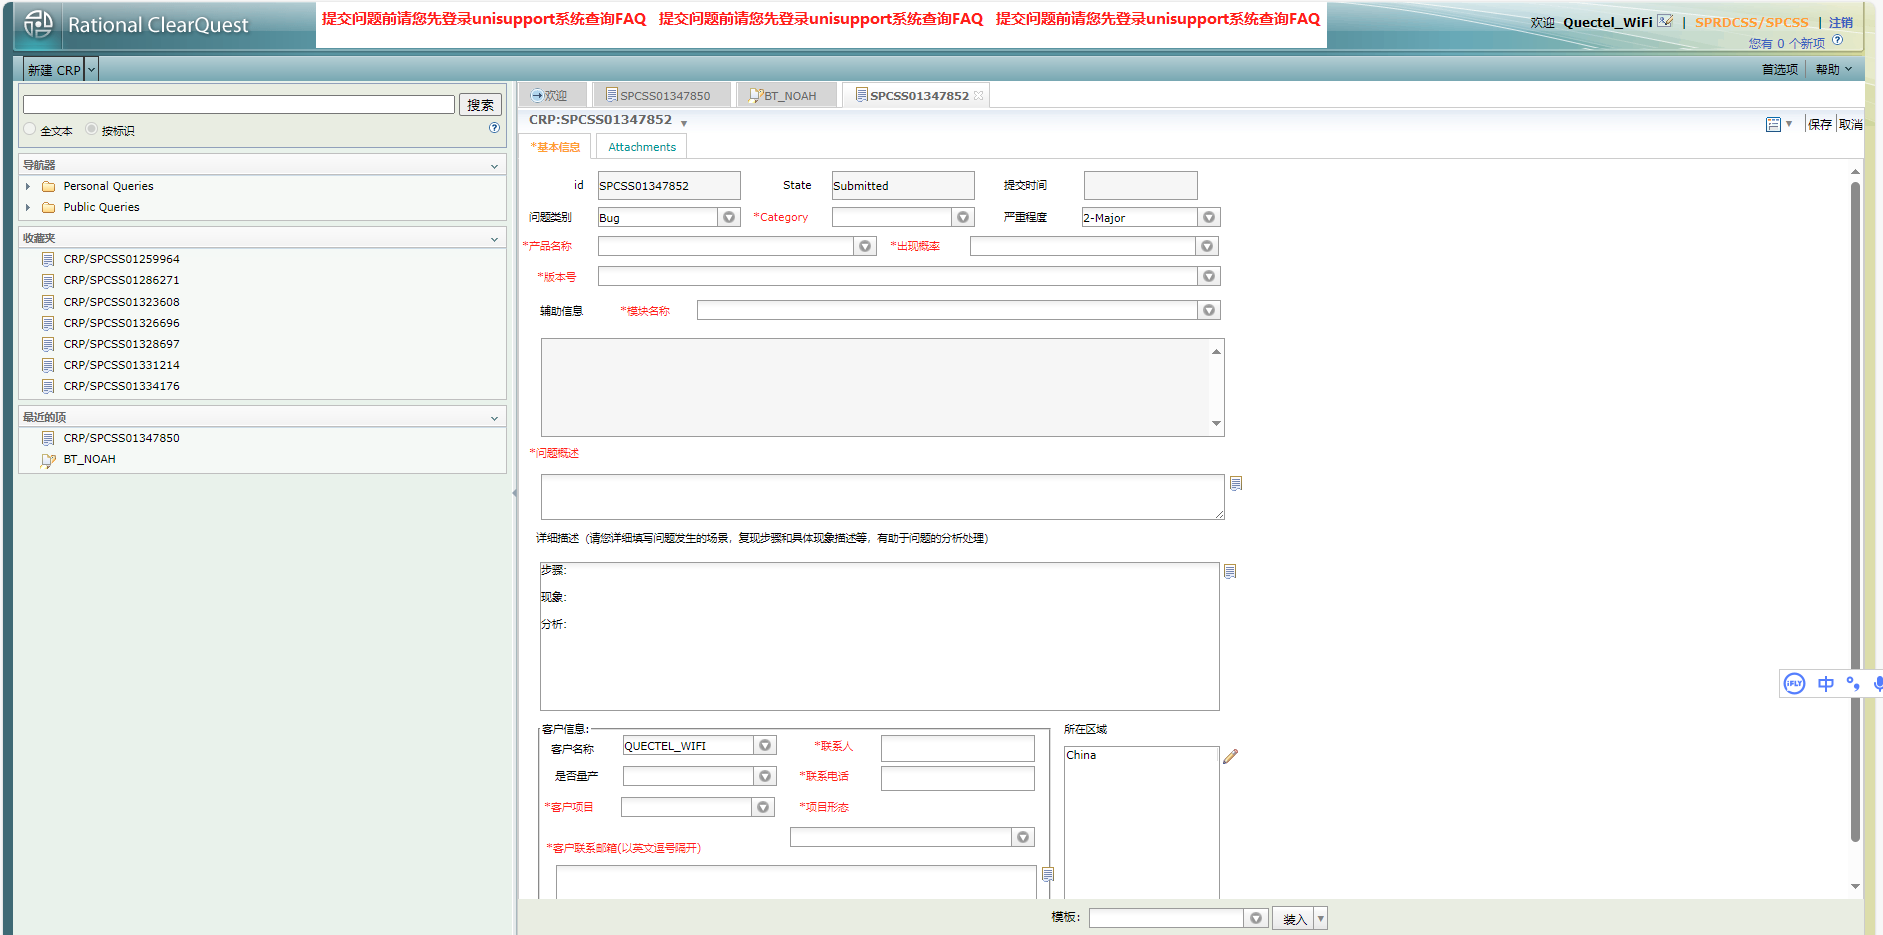 Rational ClearQuest
提交问题前请您先登录unisupport系统查询FAQ 提交问题前请您先登录unisupport系统查询FAQ 提交问题前请您先登录unisupport系统查询FAQ
欢迎 Quectel_WiFi | SPRDCSS/SPCSS | 注销
您有 0 个新项
新建 CRP
首选项 帮助
搜索
全文本 按标识
导航器
Personal Queries
Public Queries
收藏夹
CRP/SPCSS01259964
CRP/SPCSS01286271
CRP/SPCSS01323608
CRP/SPCSS01326696
CRP/SPCSS01328697
CRP/SPCSS01331214
CRP/SPCSS01334176
最近的项
CRP/SPCSS01347850
BT_NOAH
欢迎 SPCSS01347850 BT_NOAH SPCSS01347852
CRP:SPCSS01347852
保存 取消
*基本信息 Attachments
id SPCSS01347852 State Submitted 提交时间
问题类别 Bug *Category 严重程度 2-Major
*产品名称 *出现概率
*版本号
辅助信息 *模块名称
*问题概述
详细描述（请您详细填写问题发生的场景，复现步骤和具体现象描述等，有助于问题的分析处理）
步骤:
现象:
分析:
客户信息: 所在区域
客户名称 QUECTEL_WIFI *联系人
China
是否量产 *联系电话
*客户项目 *项目形态
*客户联系邮箱(以英文逗号隔开)
模板: 装入
iFLY 中